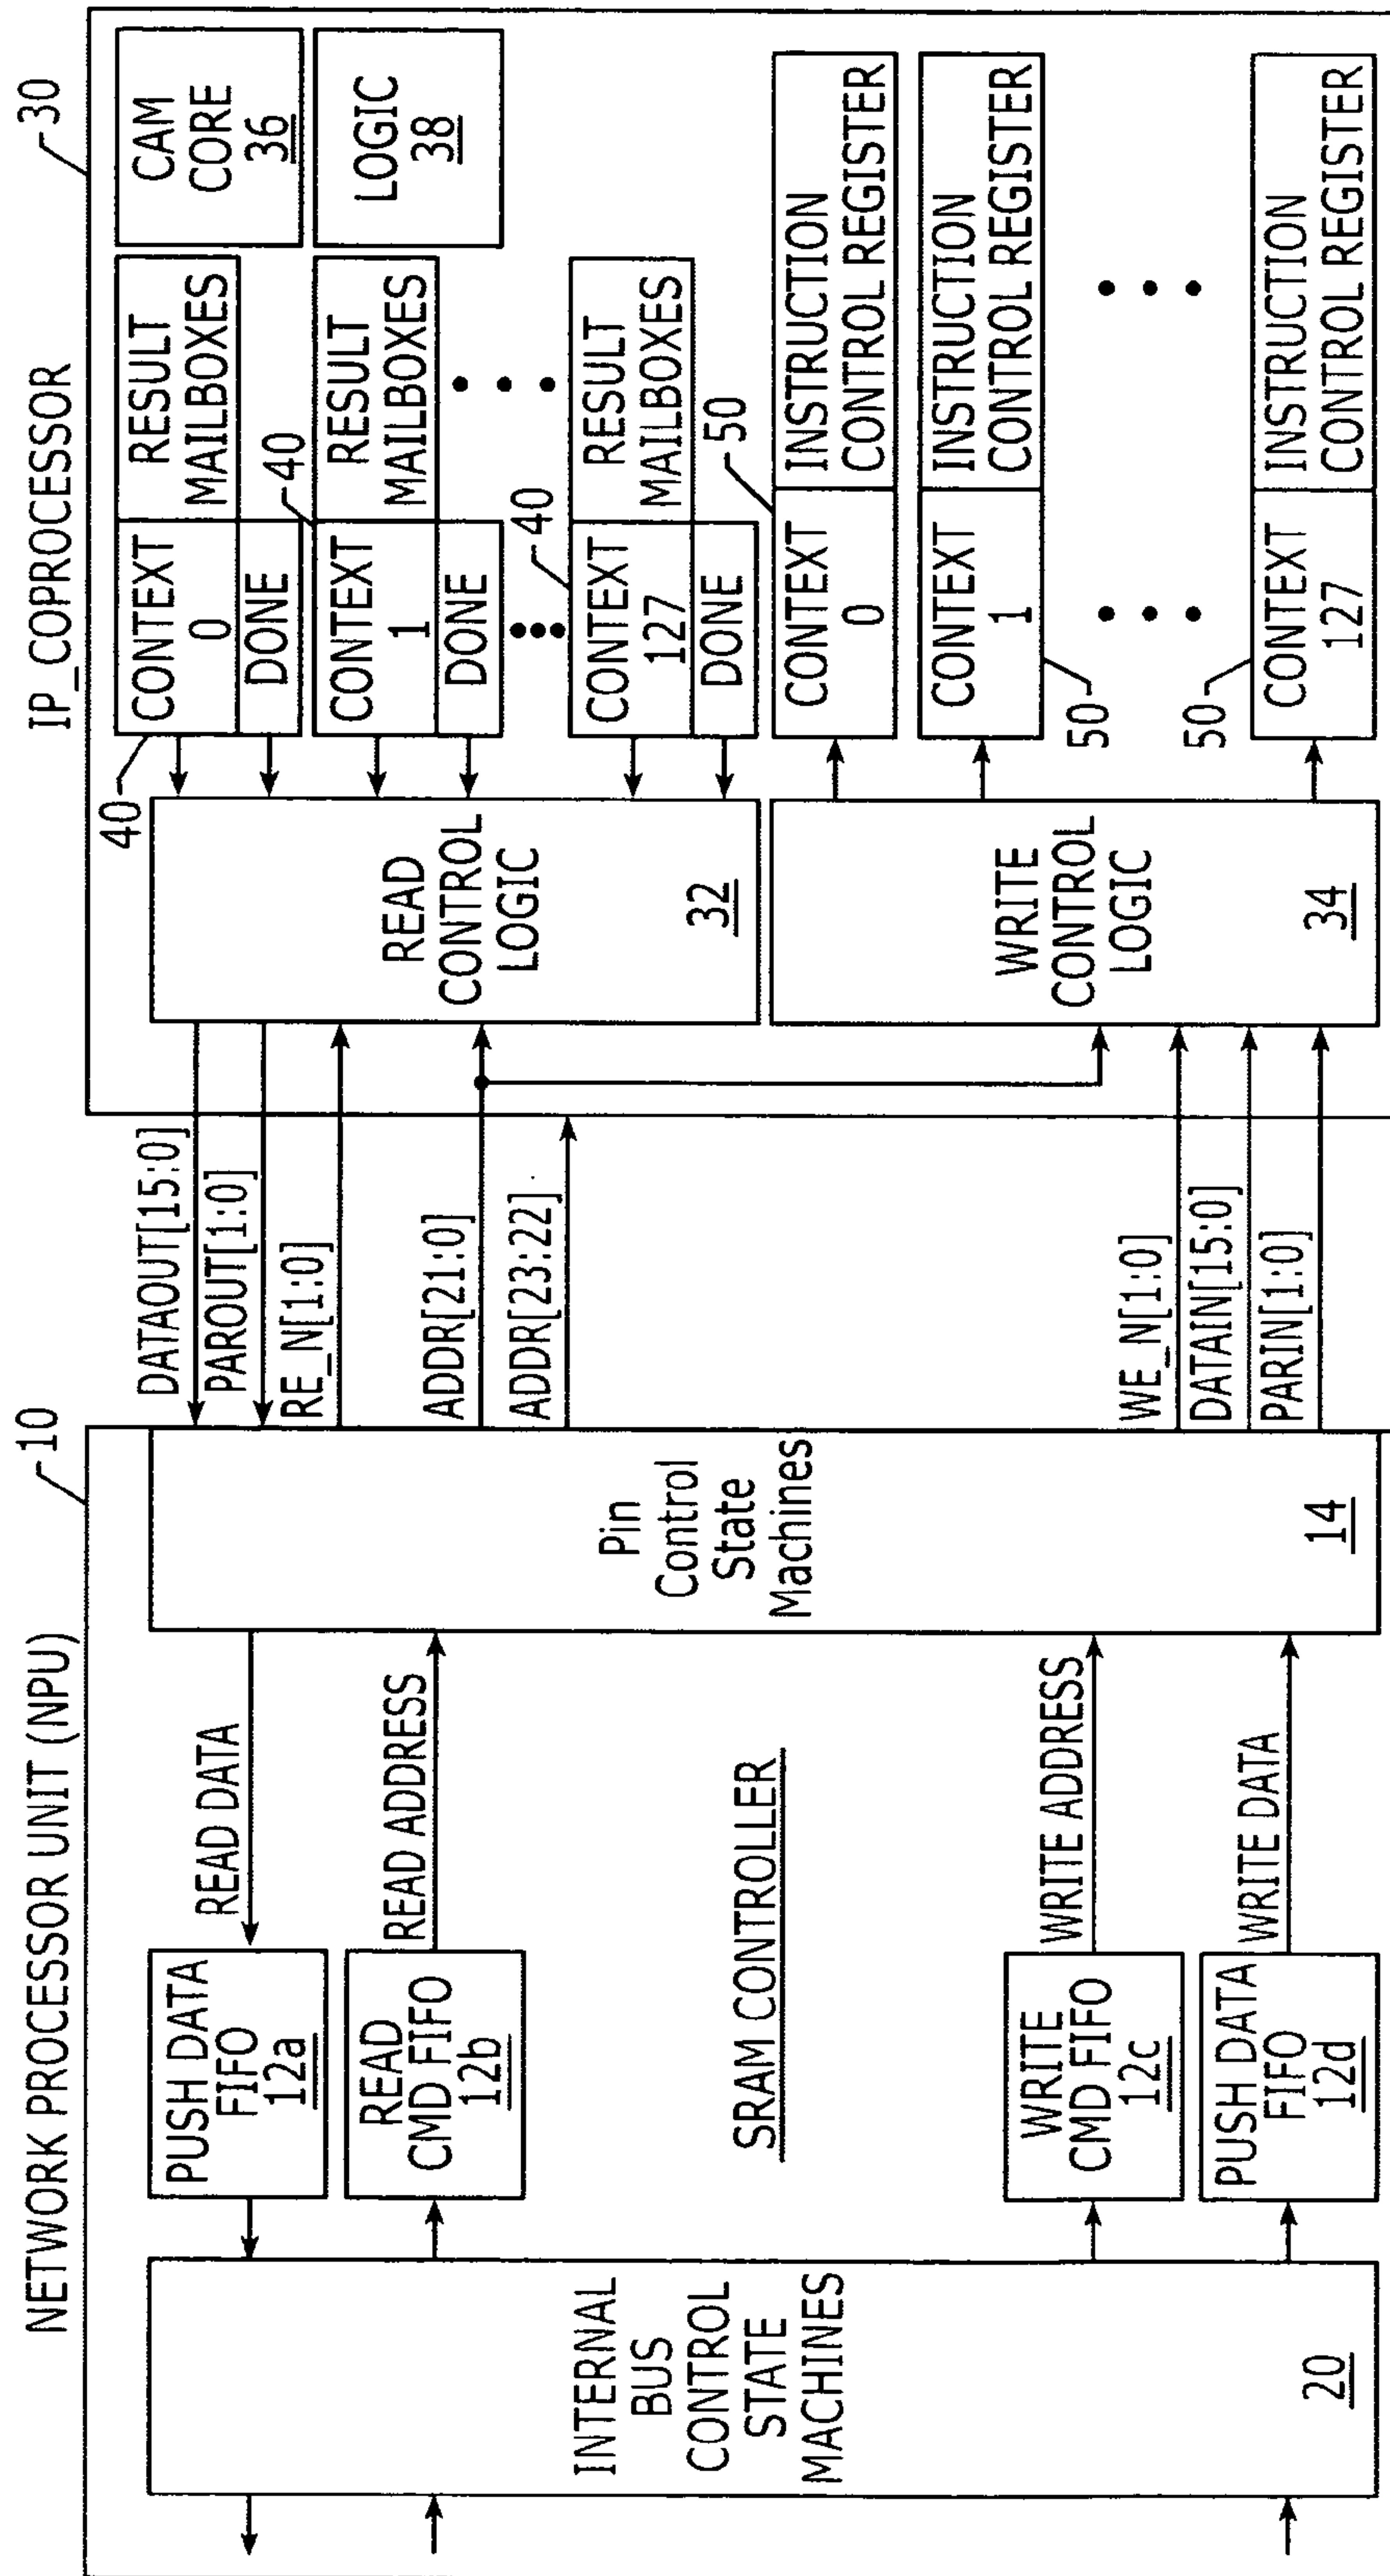 NETWORK PROCESSOR UNIT (NPU)
10
INTERNAL
BUS
CONTROL
STATE
MACHINES
20
PUSH DATA
FIFO
12a
READ
CMD FIFO
12b
SRAM CONTROLLER
WRITE
CMD FIFO
12c
PUSH DATA
FIFO
12d
READ DATA
READ ADDRESS
WRITE ADDRESS
WRITE DATA
Pin
Control
State
Machines
14
DATAOUT[15:0]
PAROUT[1:0]
RE_N[1:0]
ADDR[21:0]
ADDR[23:22]
WE_N[1:0]
DATAIN[15:0]
PARIN[1:0]
IP_COPROCESSOR
30
READ
CONTROL
LOGIC
32
WRITE
CONTROL
LOGIC
34
40
CONTEXT
0
DONE
RESULT
MAILBOXES
CAM
CORE
36
40
CONTEXT
1
DONE
RESULT
MAILBOXES
LOGIC
38
40
CONTEXT
127
DONE
RESULT
MAILBOXES
50
CONTEXT
0
INSTRUCTION
CONTROL REGISTER
50
CONTEXT
1
INSTRUCTION
CONTROL REGISTER
50
CONTEXT
127
INSTRUCTION
CONTROL REGISTER